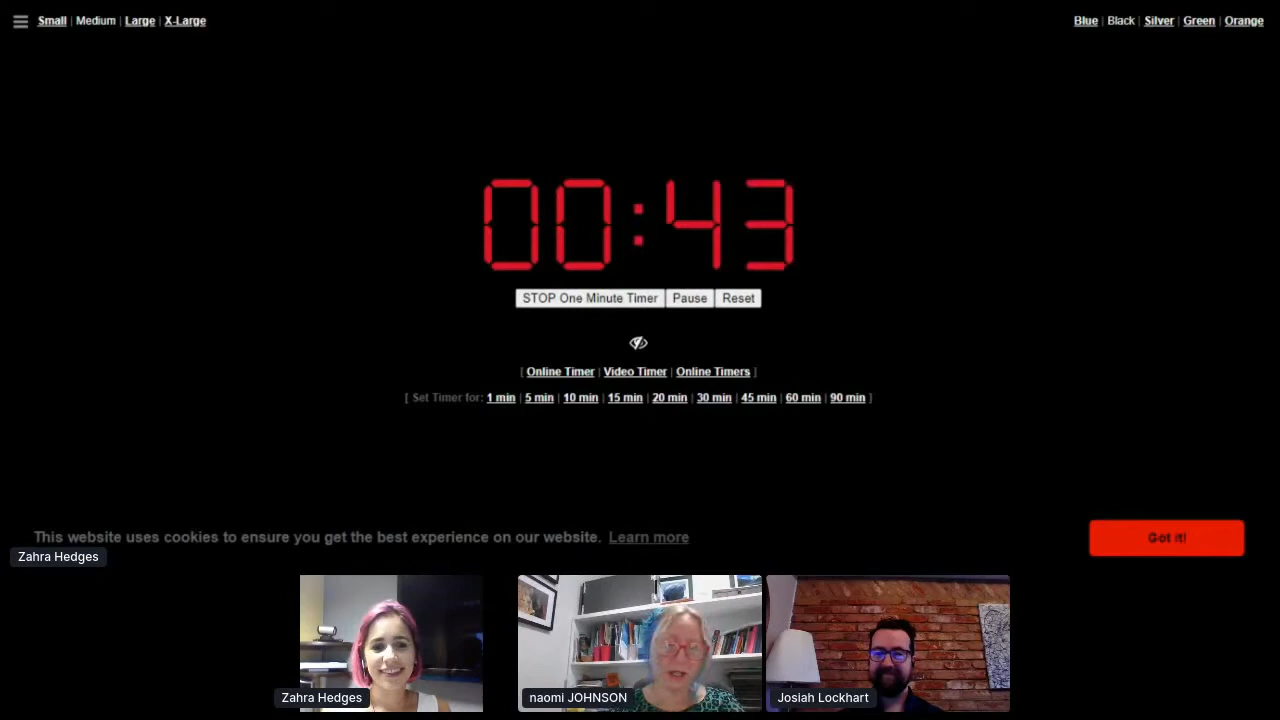 Small | Medium | Large | X-Large
Blue | Black | Silver | Green | Orange
00:43
STOP One Minute Timer Pause Reset
[ Online Timer | Video Timer | Online Timers ]
[ Set Timer for: 1 min | 5 min | 10 min | 15 min | 20 min | 30 min | 45 min | 60 min | 90 min ]
This website uses cookies to ensure you get the best experience on our website. Learn more
Got it!
Zahra Hedges
Zahra Hedges
naomi JOHNSON
Josiah Lockhart